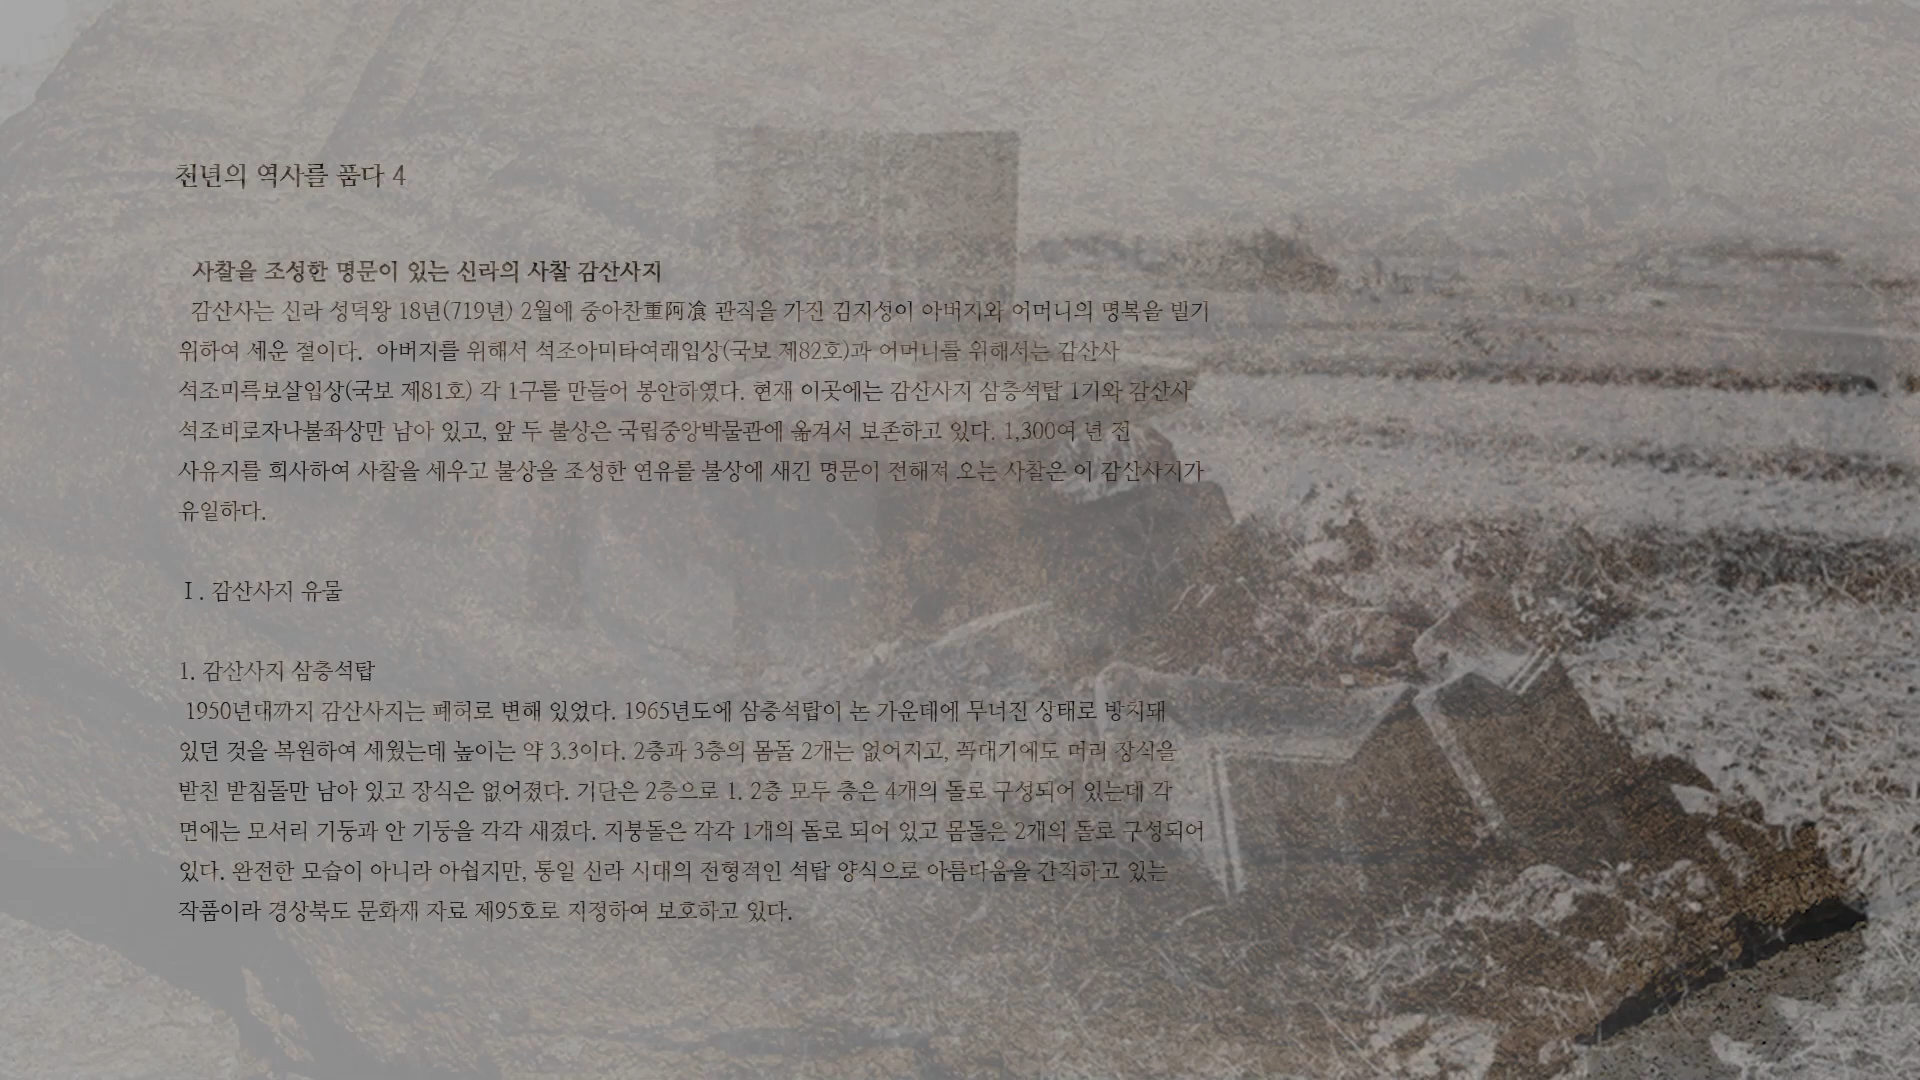 천년의 역사를 품다 4
사찰을 조성한 명문이 있는 신라의 사찰 감산사지
감산사는 신라 성덕왕 18년(719년) 2월에 중아찬重阿飡 관직을 가진 김지성이 아버지와 어머니의 명복을 빌기
위하여 세운 절이다. 아버지를 위해서 석조아미타여래입상(국보 제82호)과 어머니를 위해서는 감산사
석조미륵보살입상(국보 제81호) 각 1구를 만들어 봉안하였다. 현재 이곳에는 감산사지 삼층석탑 1기와 감산사
석조비로자나불좌상만 남아 있고, 앞 두 불상은 국립중앙박물관에 옮겨서 보존하고 있다. 1,300여 년 전
사유지를 희사하여 사찰을 세우고 불상을 조성한 연유를 불상에 새긴 명문이 전해져 오는 사찰은 이 감산사지가
유일하다.
Ⅰ. 감산사지 유물
1. 감산사지 삼층석탑
1950년대까지 감산사지는 폐허로 변해 있었다. 1965년도에 삼층석탑이 논 가운데에 무너진 상태로 방치돼
있던 것을 복원하여 세웠는데 높이는 약 3.3이다. 2층과 3층의 몸돌 2개는 없어지고, 꼭대기에도 머리 장식을
받친 받침돌만 남아 있고 장식은 없어졌다. 기단은 2층으로 1. 2층 모두 층은 4개의 돌로 구성되어 있는데 각
면에는 모서리 기둥과 안 기둥을 각각 새겼다. 지붕돌은 각각 1개의 돌로 되어 있고 몸돌은 2개의 돌로 구성되어
있다. 완전한 모습이 아니라 아쉽지만, 통일 신라 시대의 전형적인 석탑 양식으로 아름다움을 간직하고 있는
작품이라 경상북도 문화재 자료 제95호로 지정하여 보호하고 있다.